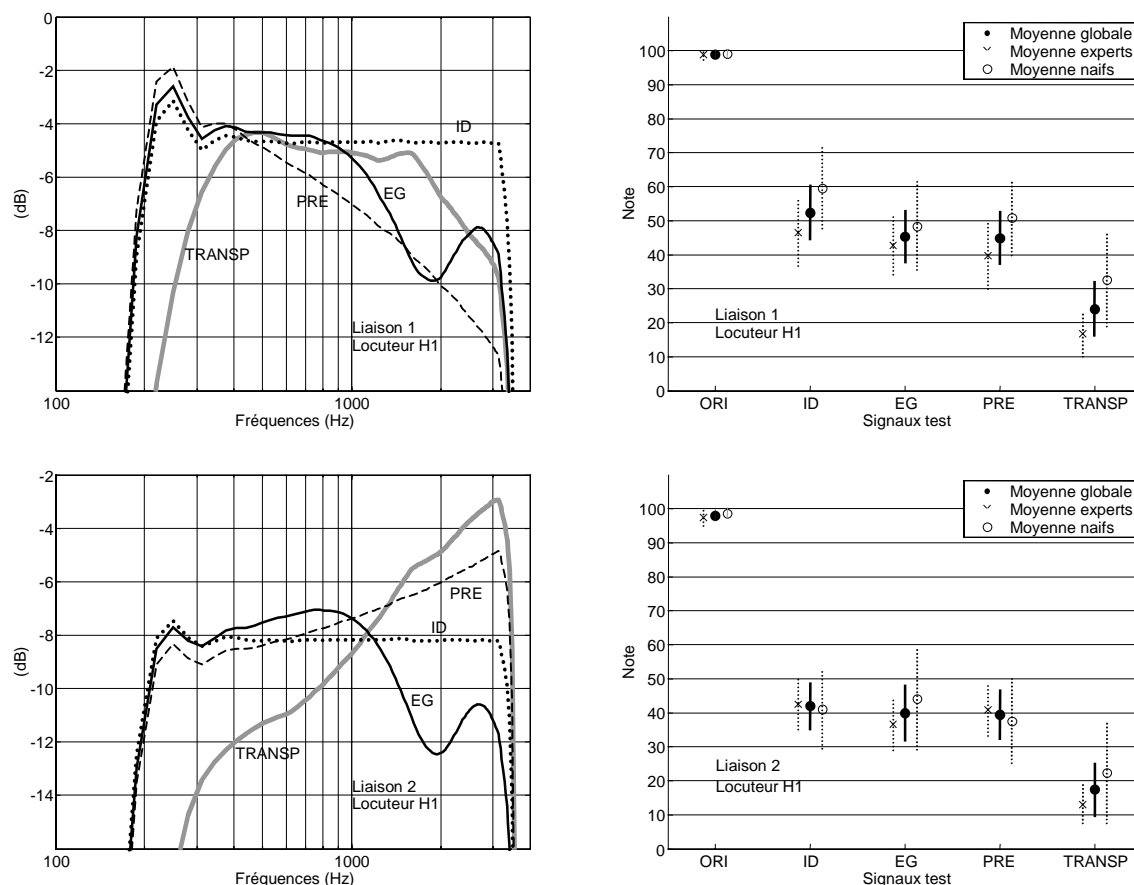 0
-2
-4
-6
-8
-10
-12
(dB)
ID
EG
PRE
TRANSP
Liaison 1
Locuteur H1
100
1000
Fréquences (Hz)
Moyenne globale
Moyenne experts
Moyenne naifs
100
90
80
70
60
50
40
30
20
10
0
Note
Liaison 1
Locuteur H1
ORI
ID
EG
PRE
TRANSP
Signaux test
-2
-4
-6
-8
-10
-12
-14
(dB)
PRE
ID
EG
TRANSP
Liaison 2
Locuteur H1
100
1000
Fréquences (Hz)
Moyenne globale
Moyenne experts
Moyenne naifs
100
90
80
70
60
50
40
30
20
10
0
Note
Liaison 2
Locuteur H1
ORI
ID
EG
PRE
TRANSP
Signaux test